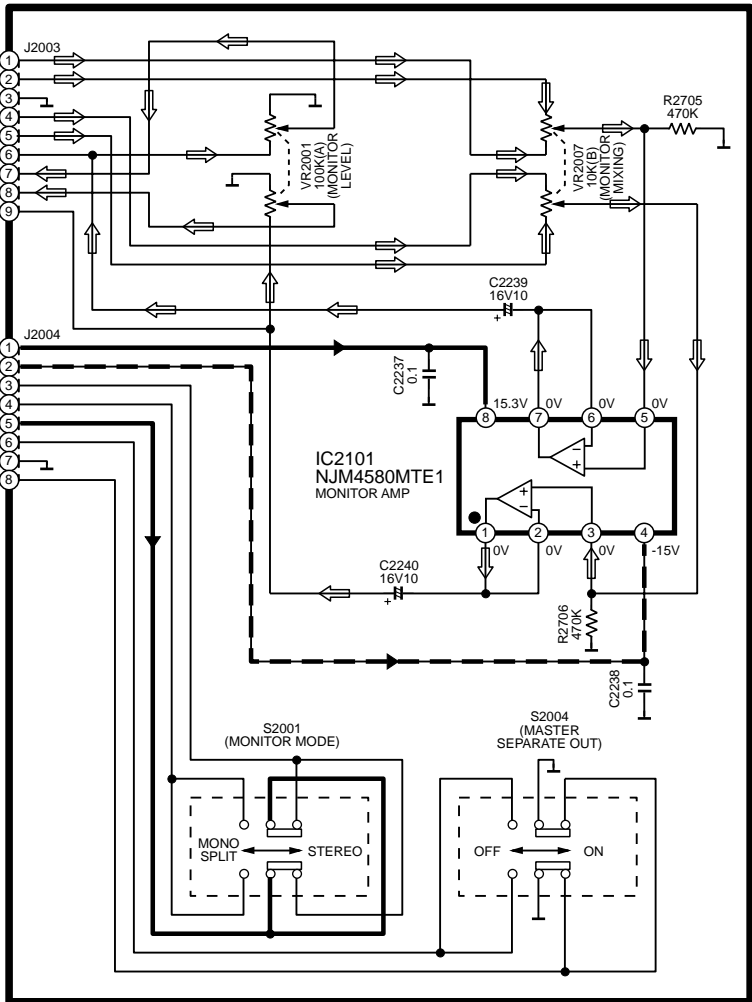 J2003
1
2
3
4
5
6
7
8
9
VR2001
100K(A)
(MONITOR
LEVEL)
VR2007
10K(B)
(MONITOR
MIXING)
R2705
470K
C2239
16V10
+
J2004
1
2
3
4
5
6
7
8
C2237
0.1
8 15.3V 7 0V 6 0V 5 0V
IC2101
NJM4580MTE1
MONITOR AMP
− +
+ −
1 0V 2 0V 3 0V 4 -15V
C2240
16V10
+
R2706
470K
C2238
0.1
S2001
(MONITOR MODE)
MONO
SPLIT
STEREO
S2004
(MASTER
SEPARATE OUT)
OFF ON